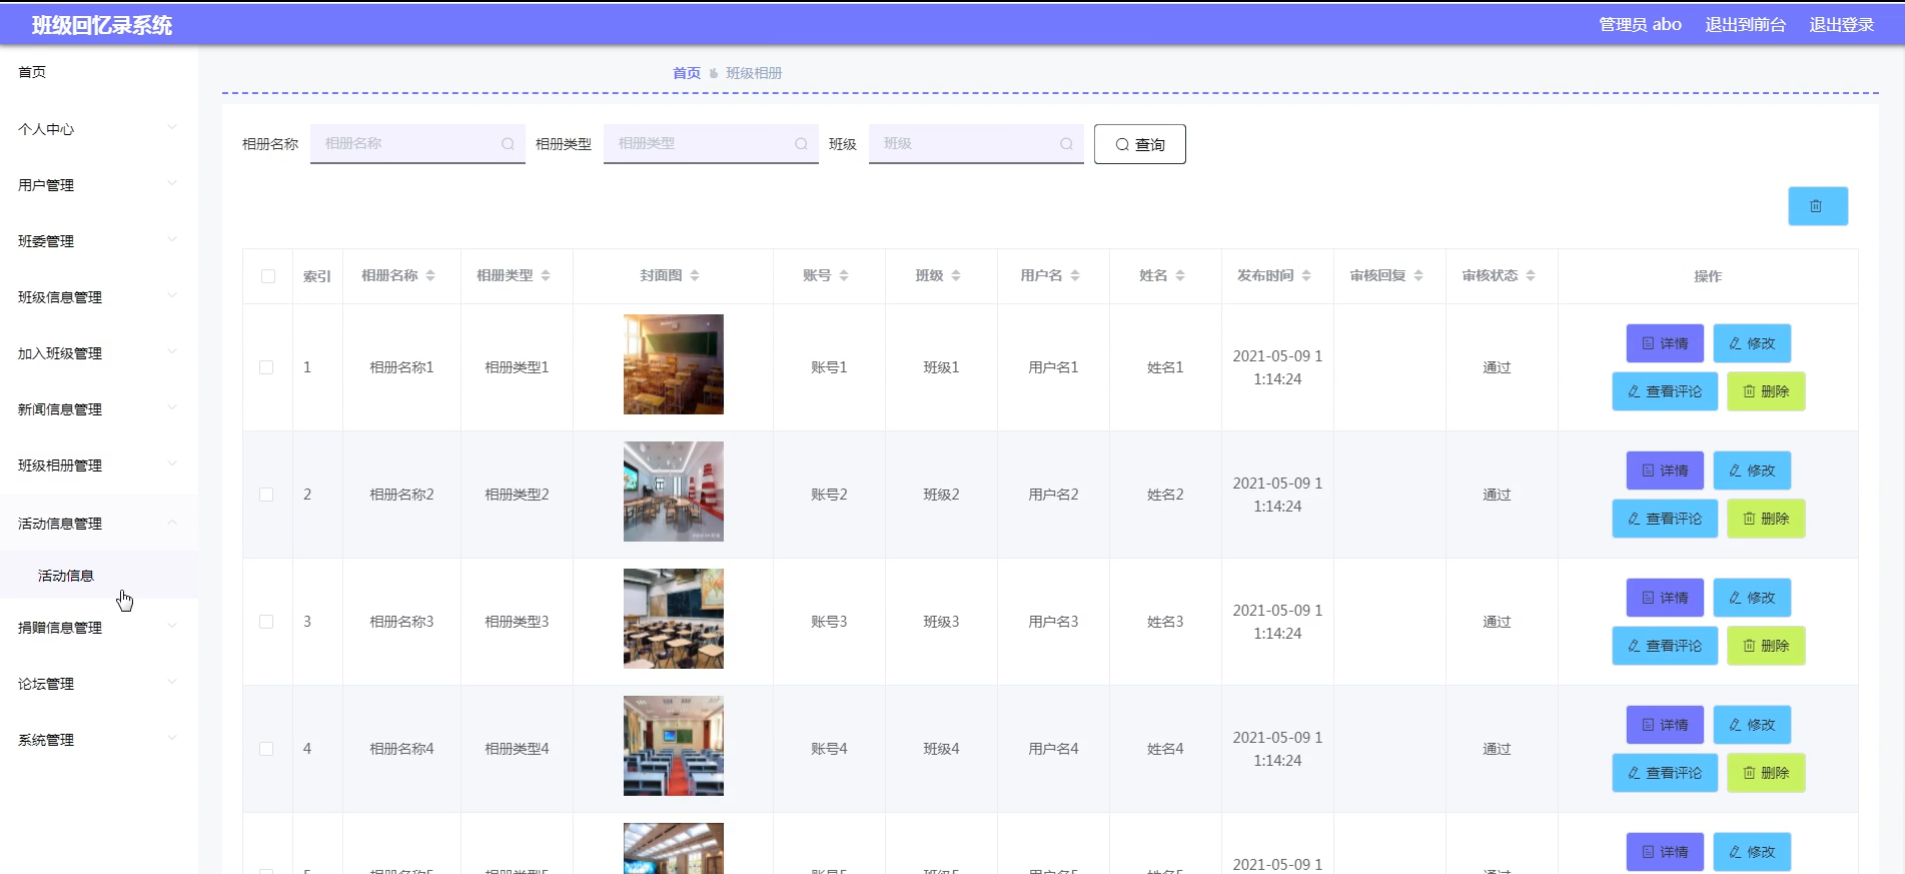 班级回忆录系统
管理员 abo 退出到前台 退出登录
首页
个人中心
用户管理
班委管理
班级信息管理
加入班级管理
新闻信息管理
班级相册管理
活动信息管理
活动信息
捐赠信息管理
论坛管理
系统管理
首页 班级相册
相册名称 相册名称 相册类型 相册类型 班级 班级 查询
索引 相册名称 相册类型 封面图 账号 班级 用户名 姓名 发布时间 审核回复 审核状态 操作
1 相册名称1 相册类型1 账号1 班级1 用户名1 姓名1 2021-05-09 1 通过 详情 修改
1:14:24 查看评论 删除
2 相册名称2 相册类型2 账号2 班级2 用户名2 姓名2 2021-05-09 1 通过 详情 修改
1:14:24 查看评论 删除
3 相册名称3 相册类型3 账号3 班级3 用户名3 姓名3 2021-05-09 1 通过 详情 修改
1:14:24 查看评论 删除
4 相册名称4 相册类型4 账号4 班级4 用户名4 姓名4 2021-05-09 1 通过 详情 修改
1:14:24 查看评论 删除
2021-05-09 1 详情 修改